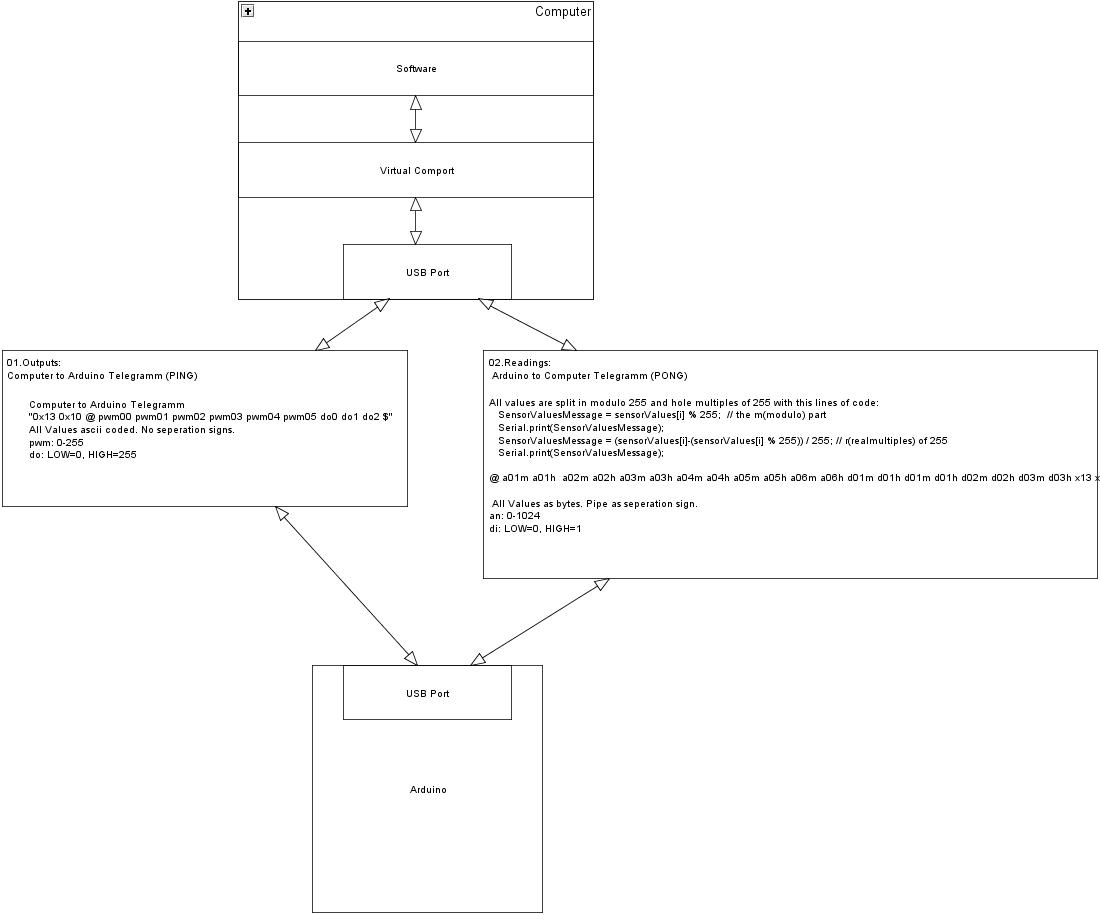 Computer
Software
Virtual Comport
USB Port
01.Outputs:
Computer to Arduino Telegramm (PING)
Computer to Arduino Telegramm
"0x13 0x10 @ pwm00 pwm01 pwm02 pwm03 pwm04 pwm05 do0 do1 do2 $"
All Values ascii coded. No seperation signs.
pwm: 0-255
do: LOW=0, HIGH=255
02.Readings:
Arduino to Computer Telegramm (PONG)
All values are split in modulo 255 and hole multiples of 255 with this lines of code:
SensorValuesMessage = sensorValues[i] % 255;  // the m(modulo) part
Serial.print(SensorValuesMessage);
SensorValuesMessage = (sensorValues[i]-(sensorValues[i] % 255)) / 255; // r(realmultiples) of 255
Serial.print(SensorValuesMessage);
@ a01m a01h  a02m a02h a03m a03h a04m a04h a05m a05h a06m a06h d01m d01h d01m d01h d02m d02h d03m d03h x13 x
All Values as bytes. Pipe as seperation sign.
an: 0-1024
di: LOW=0, HIGH=1
USB Port
Arduino